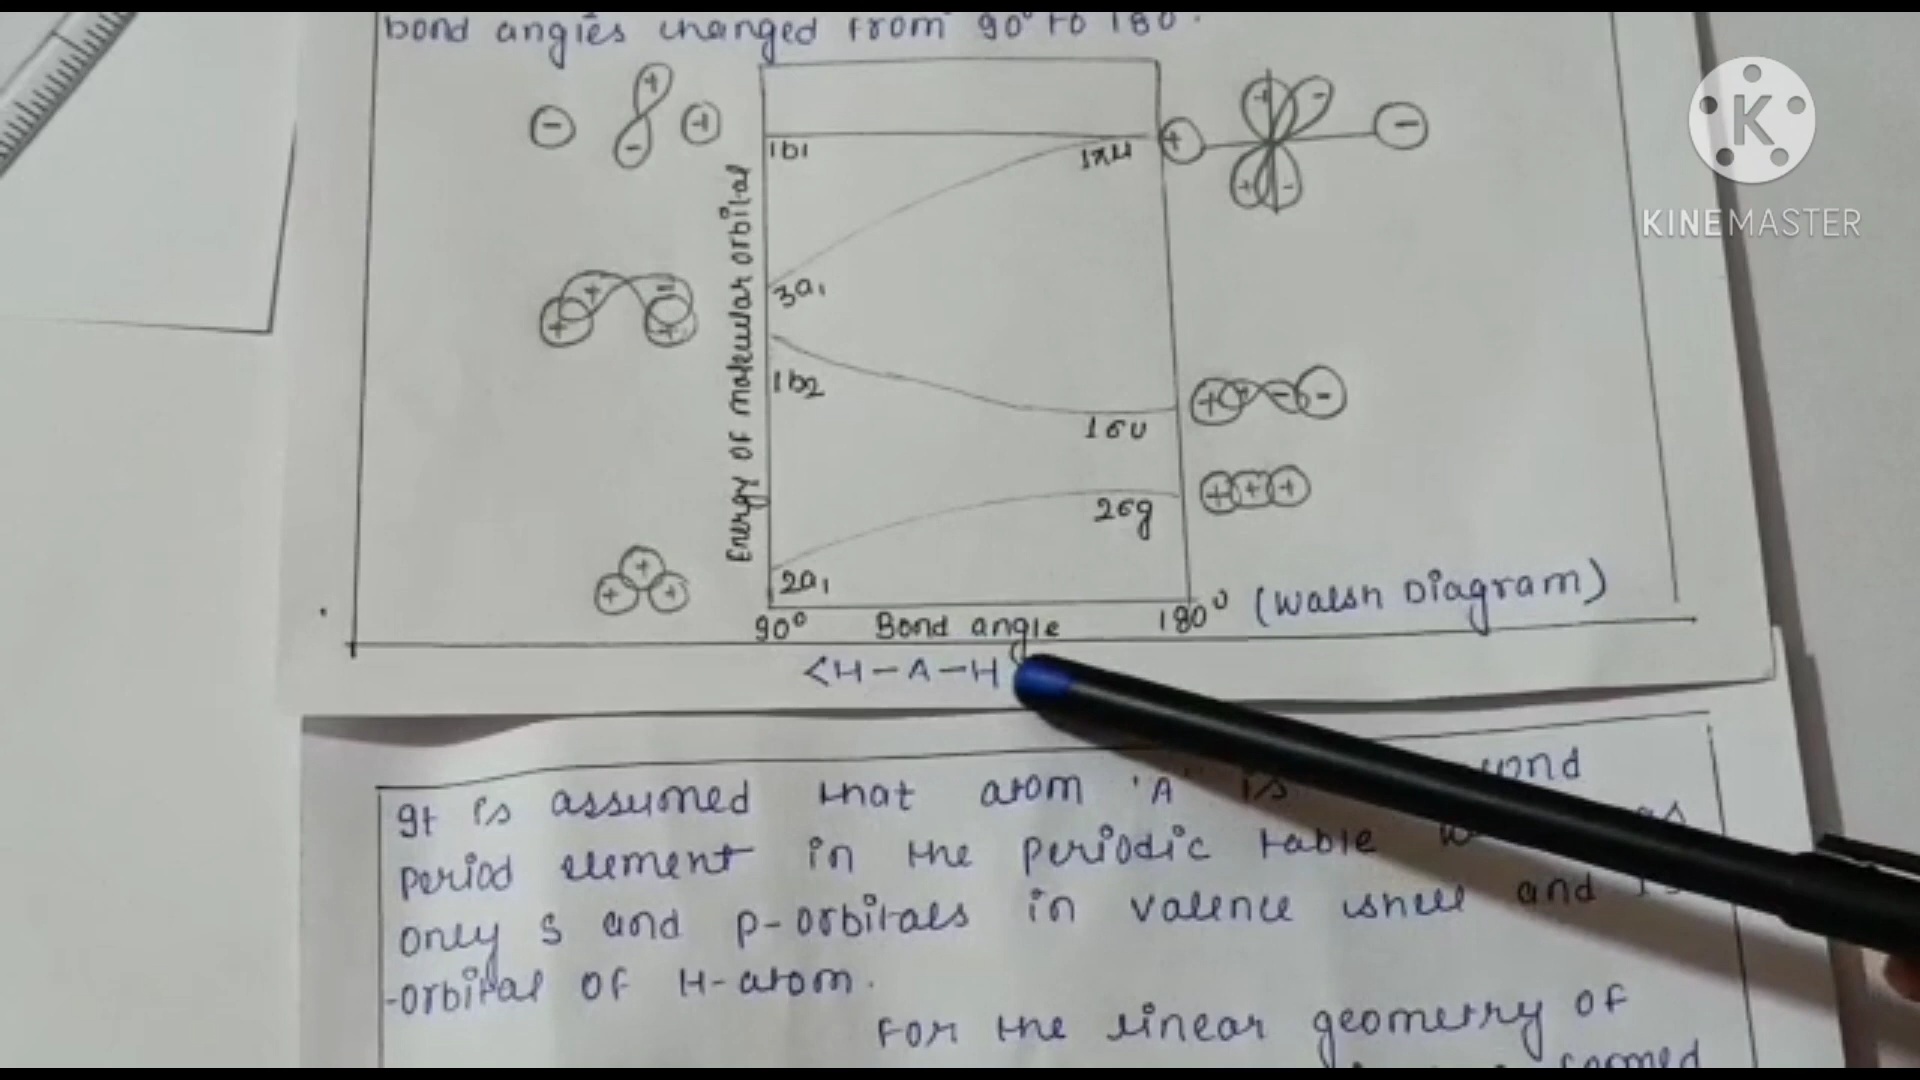 bond angles changed from 90° to 180°.
Energy of molecular orbital
1b1
1πu
3a1
1b2
1σu
2σg
2a1
90° Bond angle 180° (Walsh Diagram)
<H-A-H
It is assumed that atom 'A' is
period element in the periodic table
only s and p-orbitals in valence shell and 1s
-orbital of H-atom.
For the linear geometry of
formed
KINEMASTER